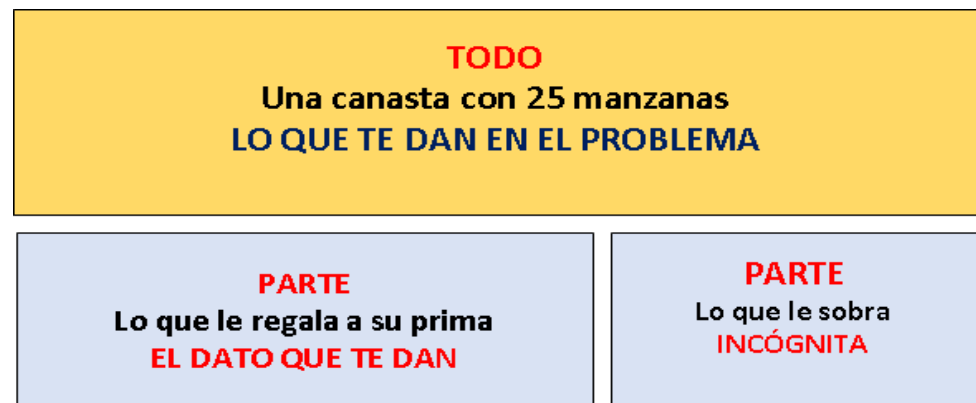 TODO
Una canasta con 25 manzanas
LO QUE TE DAN EN EL PROBLEMA
PARTE
Lo que le regala a su prima
EL DATO QUE TE DAN
PARTE
Lo que le sobra
INCÓGNITA